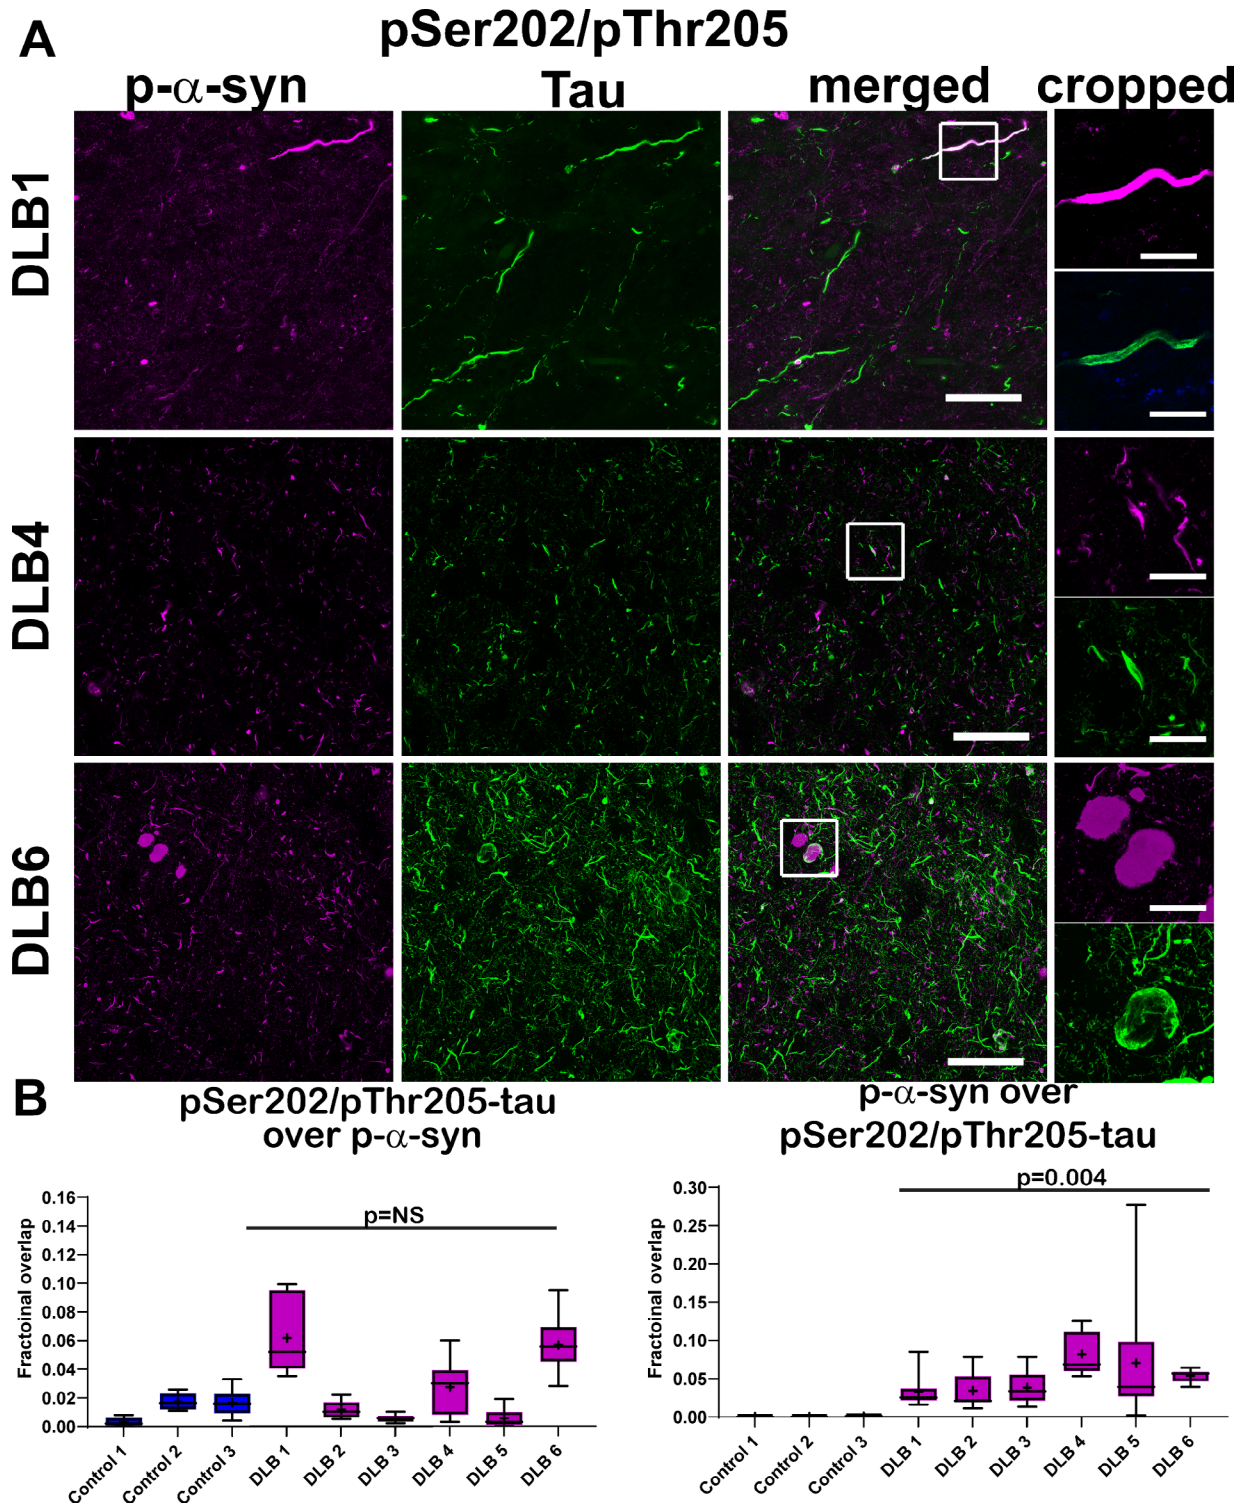 A
pSer202/pThr205
p-α-syn
Tau
merged
cropped
DLB1
DLB4
DLB6
B
pSer202/pThr205-tau
over p-α-syn
Fractoinal overlap
0.16
0.14
0.12
0.10
0.08
0.06
0.04
0.02
0.00
p=NS
Control 1
Control 2
Control 3
DLB 1
DLB 2
DLB 3
DLB 4
DLB 5
DLB 6
p-α-syn over
pSer202/pThr205-tau
Fractoinal overlap
0.30
0.25
0.20
0.15
0.10
0.05
0.00
p=0.004
Control 1
Control 2
Control 3
DLB 1
DLB 2
DLB 3
DLB 4
DLB 5
DLB 6